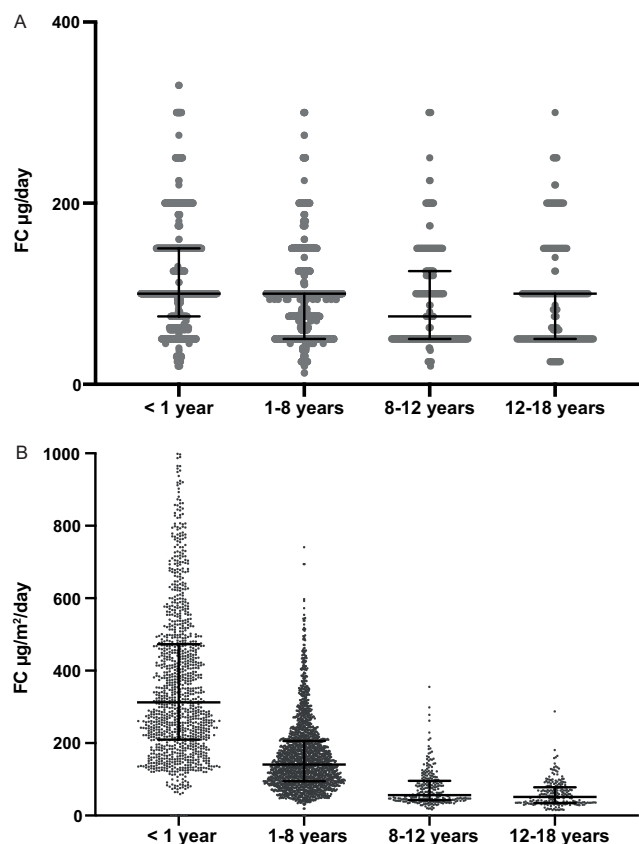 A
400
200
0
FC µg/day
< 1 year 1-8 years 8-12 years 12-18 years
B
1000
800
600
400
200
0
FC µg/m²/day
< 1 year 1-8 years 8-12 years 12-18 years